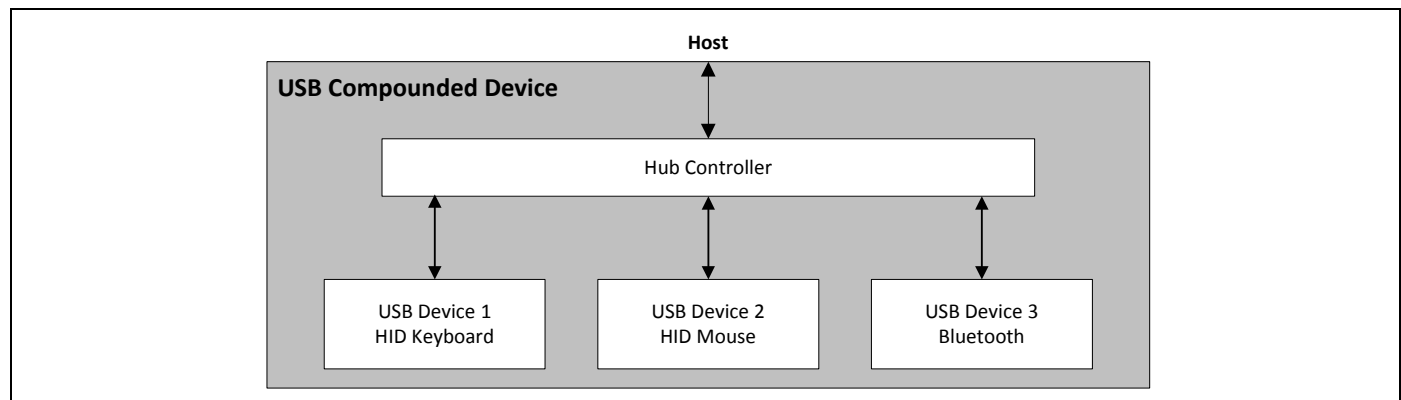 Host
USB Compounded Device
Hub Controller
USB Device 1
HID Keyboard
USB Device 2
HID Mouse
USB Device 3
Bluetooth